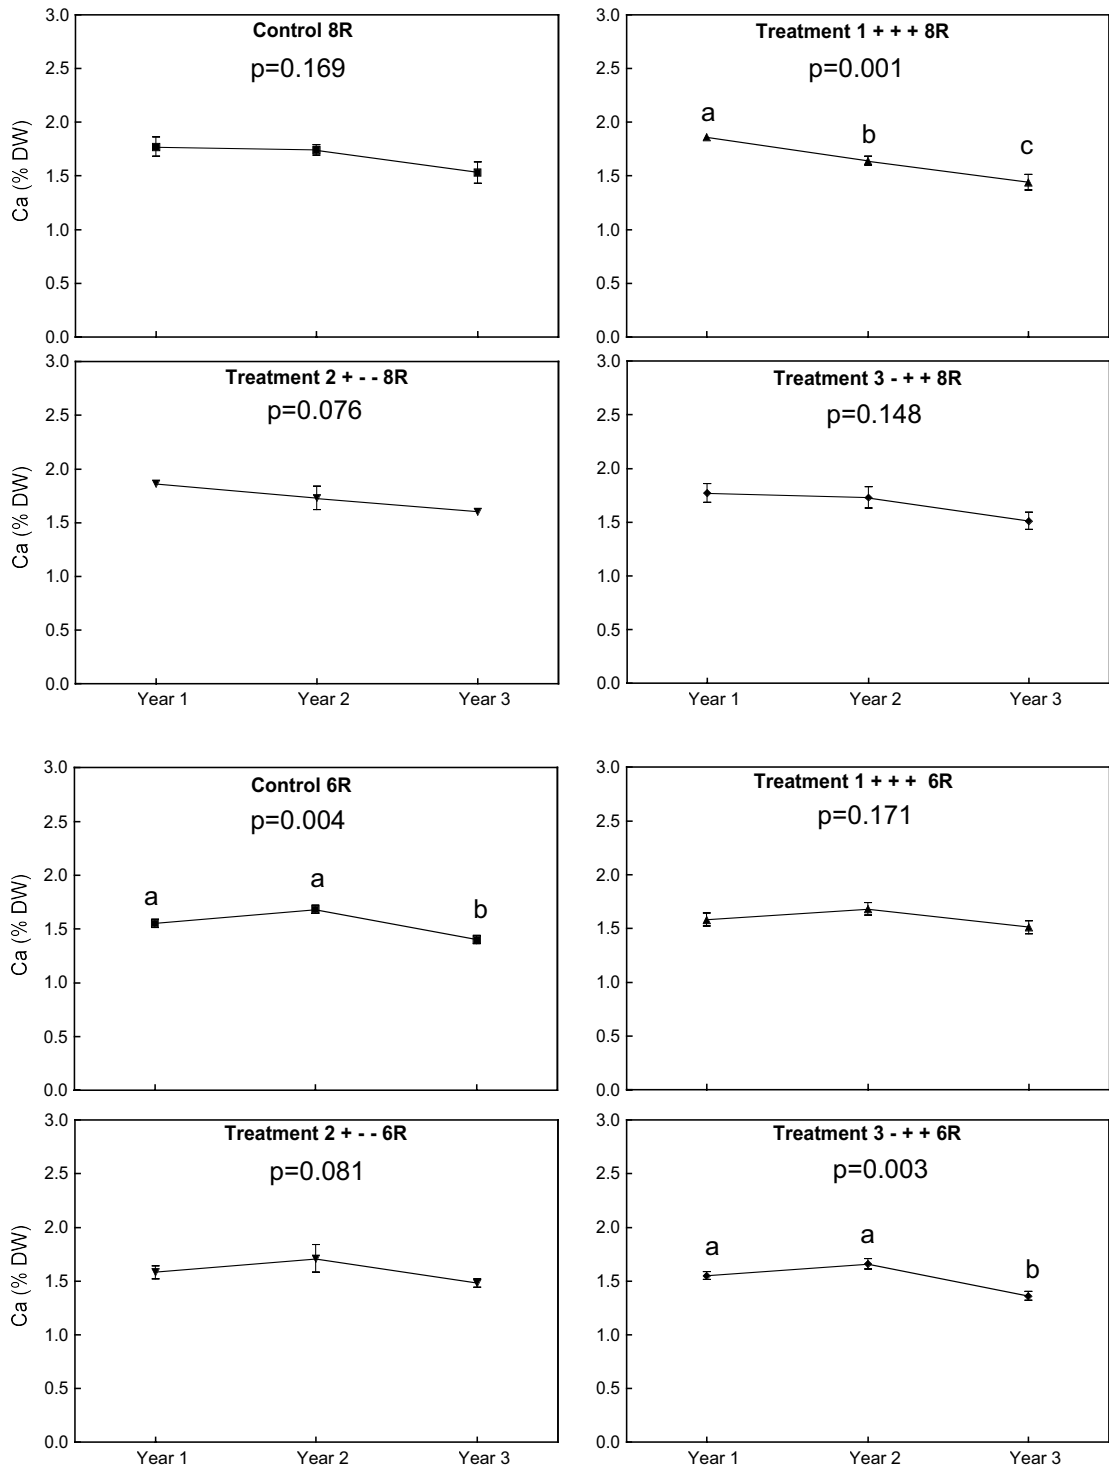 Control 8R
p=0.169
Ca (% DW)
3.0
2.5
2.0
1.5
1.0
0.5
0.0
Treatment 1 + + + 8R
p=0.001
a
b
c
3.0
2.5
2.0
1.5
1.0
0.5
0.0
Treatment 2 + - - 8R
p=0.076
Ca (% DW)
3.0
2.5
2.0
1.5
1.0
0.5
0.0
Year 1 Year 2 Year 3
Treatment 3 - + + 8R
p=0.148
3.0
2.5
2.0
1.5
1.0
0.5
0.0
Year 1 Year 2 Year 3
Control 6R
p=0.004
a
a
b
Ca (% DW)
3.0
2.5
2.0
1.5
1.0
0.5
0.0
Treatment 1 + + + 6R
p=0.171
3.0
2.5
2.0
1.5
1.0
0.5
0.0
Treatment 2 + - - 6R
p=0.081
Ca (% DW)
3.0
2.5
2.0
1.5
1.0
0.5
0.0
Year 1 Year 2 Year 3
Treatment 3 - + + 6R
p=0.003
a
a
b
3.0
2.5
2.0
1.5
1.0
0.5
0.0
Year 1 Year 2 Year 3